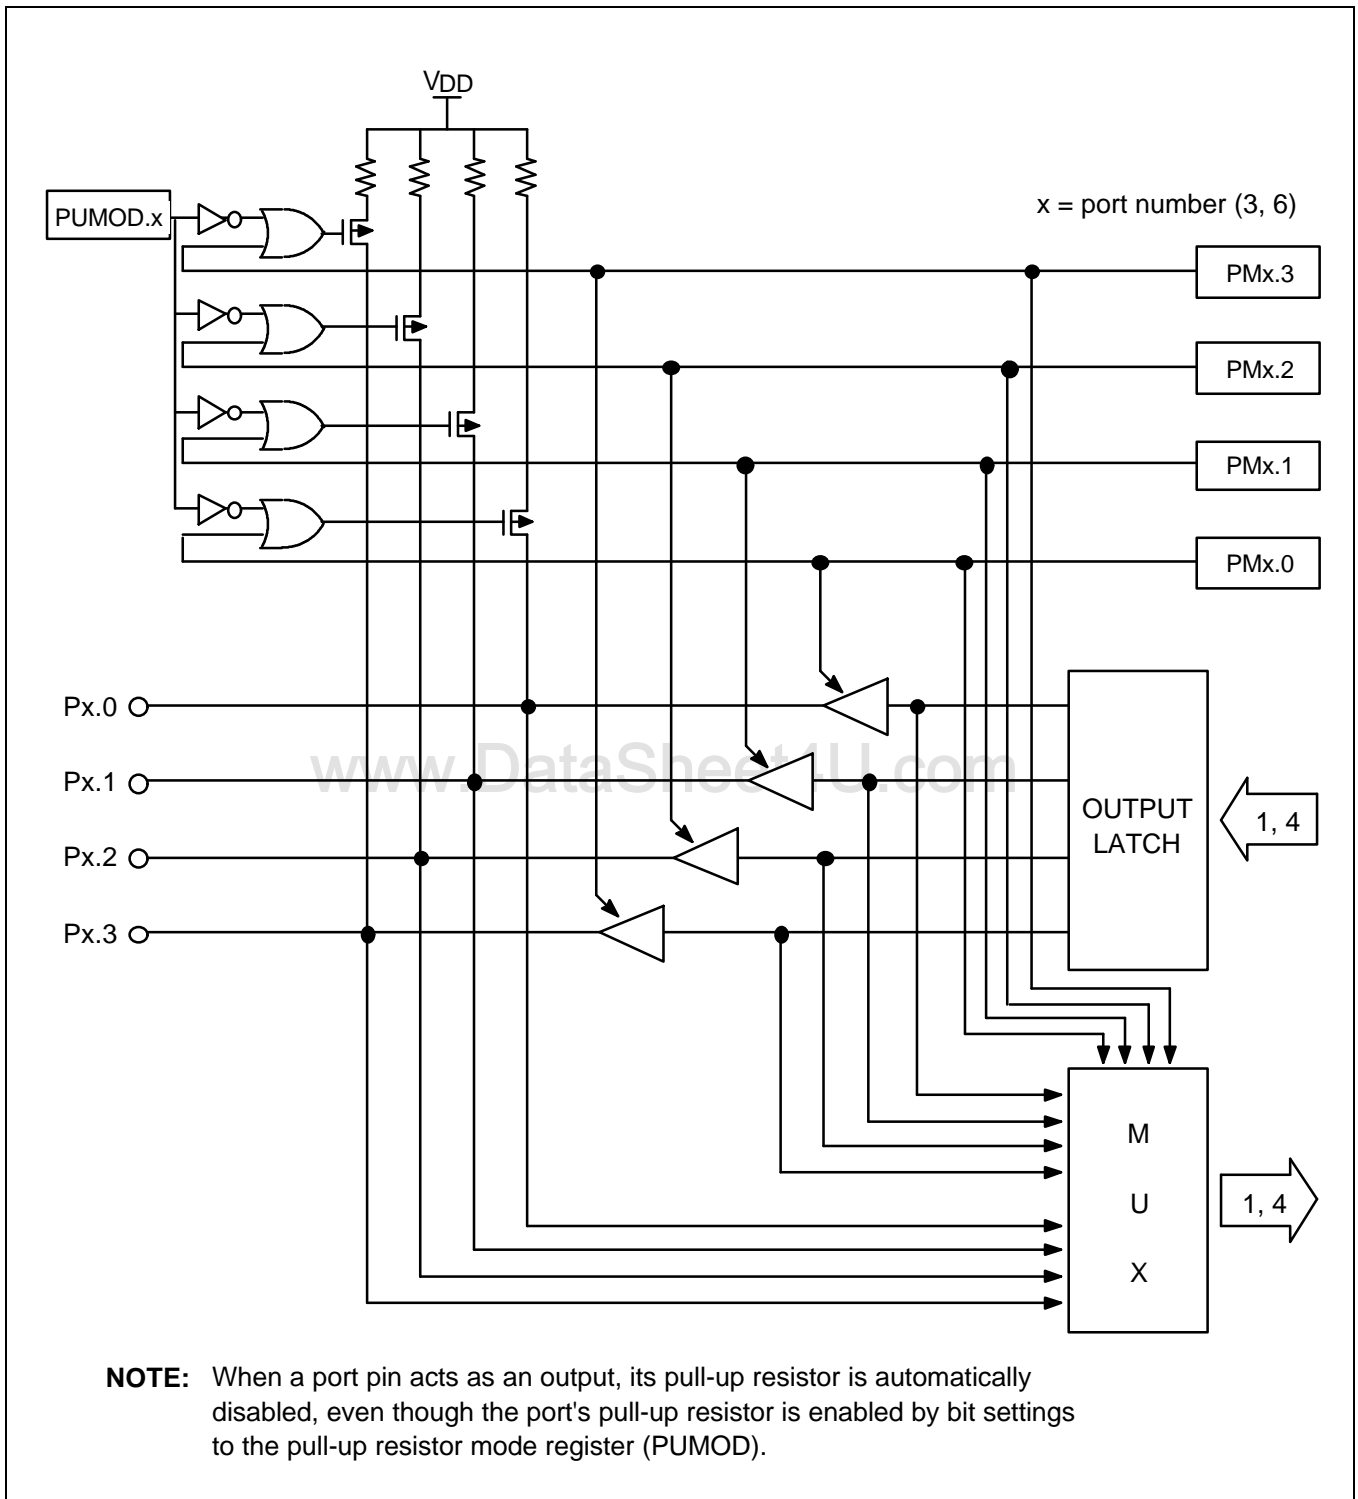 VDD
PUMOD.x
x = port number (3, 6)
PMx.3
PMx.2
PMx.1
PMx.0
Px.0
www.DataSheet4U.com
Px.1
OUTPUT
LATCH
1, 4
Px.2
Px.3
M
U
X
1, 4
NOTE: When a port pin acts as an output, its pull-up resistor is automatically
disabled, even though the port's pull-up resistor is enabled by bit settings
to the pull-up resistor mode register (PUMOD).